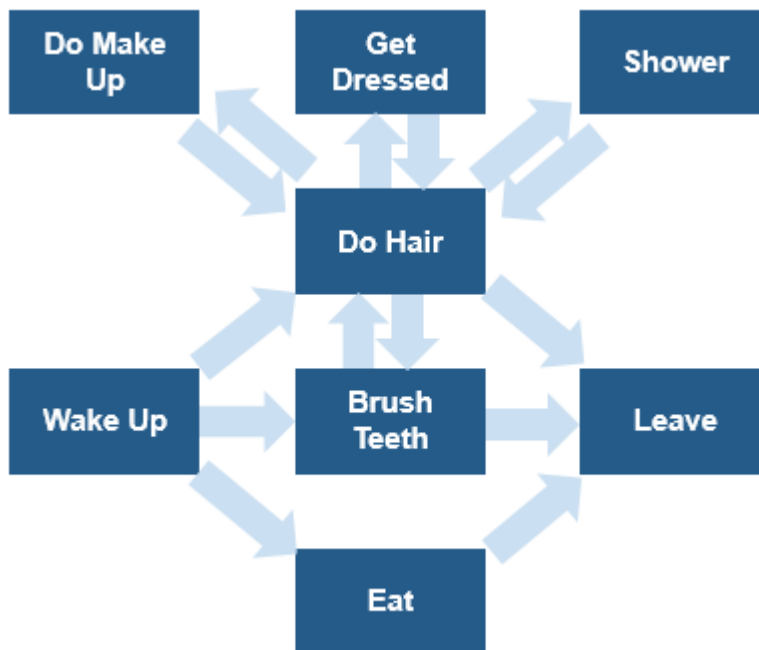 Do Make
Up
Get
Dressed
Shower
Do Hair
Wake Up
Brush
Teeth
Leave
Eat